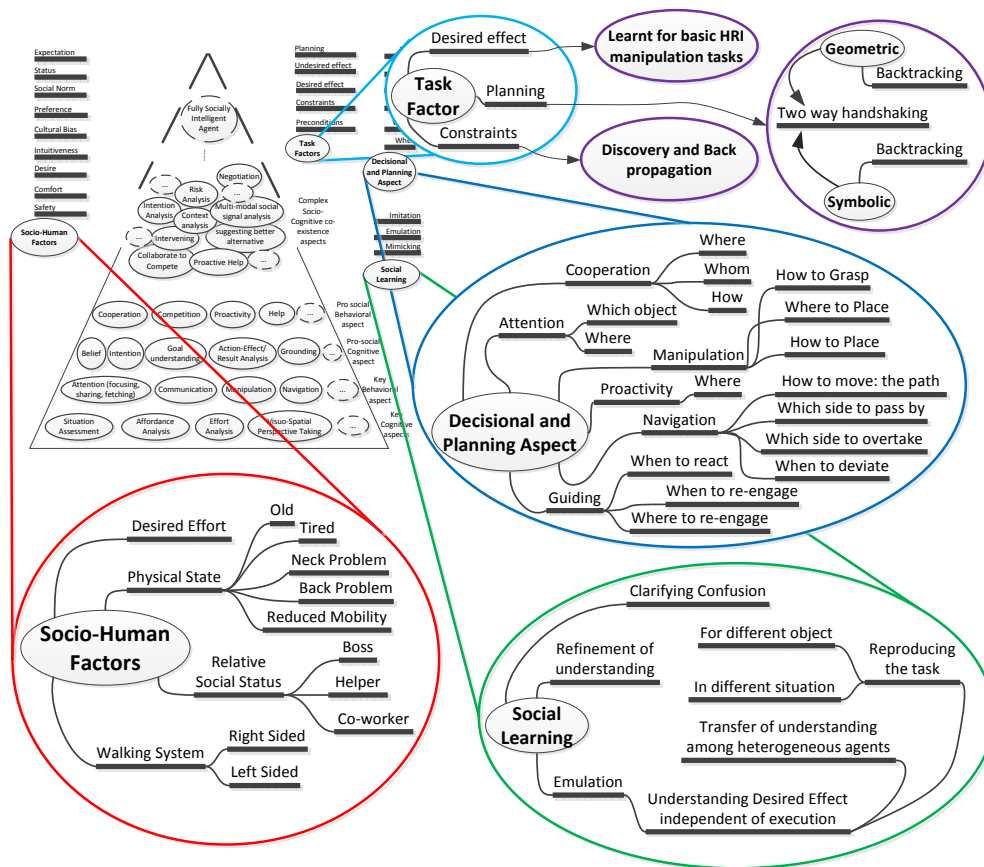 Expectation
Status
Social Norm
Preference
Cultural Bias
Intuitiveness
Desire
Comfort
Safety
Socio-Human
Factors
Fully Socially
Intelligent
Agent
Negotiation
...
Risk
Analysis
...
Intention
Analysis
Context
analysis
Multi-modal social
signal analysis
...
Intervening
suggesting better
alternative
Collaborate to
Compete
Proactive Help
...
Complex
Socio-
Cognitive co-
existence
aspects
Cooperation
Competition
Proactivity
Help
...
Pro social
Behavioral
aspect
Belief
Intention
Goal
understanding
Action-Effect/
Result Analysis
Grounding
...
Pro-social
Cognitive
aspect
Attention (focusing,
sharing, fetching)
Communication
Manipulation
Navigation
...
Key
Behavioral
aspect
Situation
Assessment
Affordance
Analysis
Effort
Analysis
Visuo-Spatial
Perspective Taking
...
Key
Cognitive
aspects
Planning
Undesired effect
Desired effect
Constraints
Preconditions
Task
Factors
Whe
Decisional
and Planning
Aspect
Imitation
Emulation
Mimicking
Social
Learning
Desired effect
Task
Factor
Planning
Constraints
Learnt for basic HRI
manipulation tasks
Discovery and Back
propagation
Geometric
Backtracking
Two way handshaking
Backtracking
Symbolic
Decisional and
Planning Aspect
Cooperation
Where
Whom
How
Attention
Which object
Where
Manipulation
How to Grasp
Where to Place
How to Place
Proactivity
Where
Navigation
How to move: the path
Which side to pass by
Which side to overtake
When to deviate
Guiding
When to react
When to re-engage
Where to re-engage
Socio-Human
Factors
Desired Effort
Physical State
Old
Tired
Neck Problem
Back Problem
Reduced Mobility
Relative
Social Status
Boss
Helper
Co-worker
Walking System
Right Sided
Left Sided
Social
Learning
Clarifying Confusion
Refinement of
understanding
For different object
In different situation
Reproducing
the task
Transfer of understanding
among heterogeneous agents
Emulation
Understanding Desired Effect
independent of execution